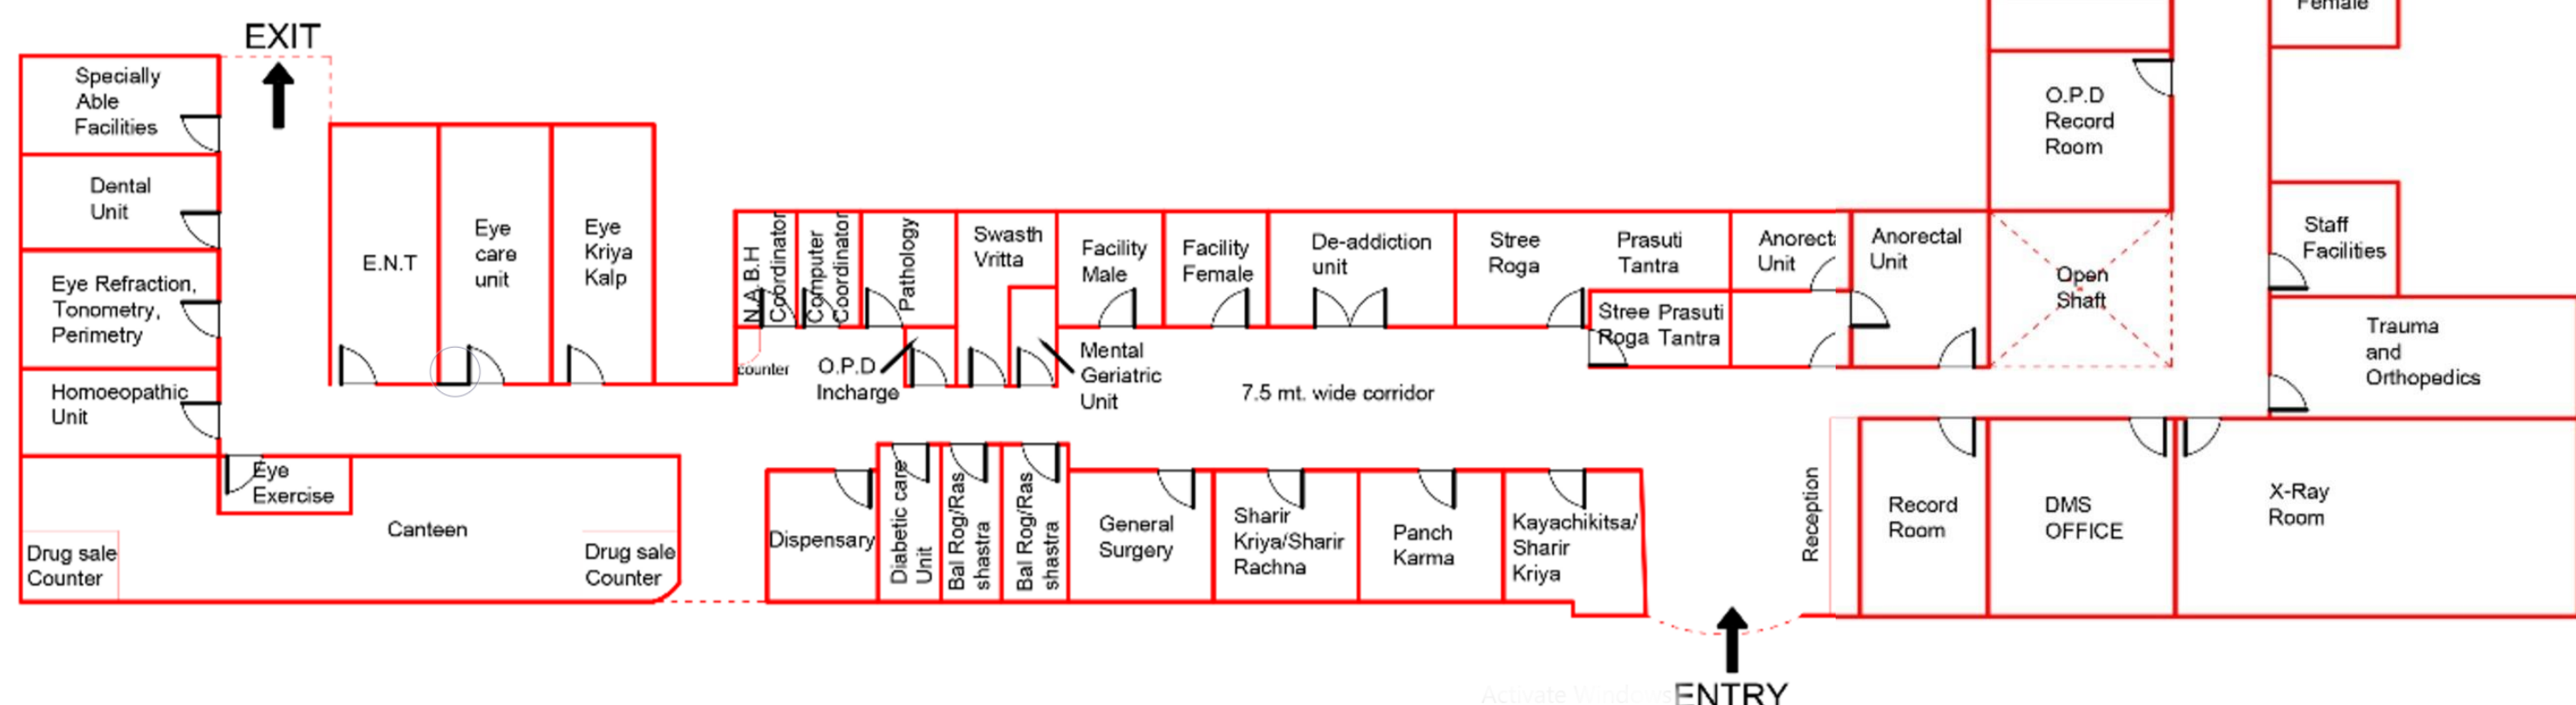 EXIT
Female
Specially
Able
Facilities
Dental
Unit
Eye Refraction,
Tonometry,
Perimetry
Homoeopathic
Unit
E.N.T
Eye
care
unit
Eye
Kriya
Kalp
N.A.B.H
Coordinator
Computer
Coordinator
Pathology
Swasth
Vritta
Facility
Male
Facility
Female
De-addiction
unit
Stree
Roga
Prasuti
Tantra
Stree Prasuti
Roga Tantra
Anorecta
Unit
Anorectal
Unit
O.P.D
Record
Room
Open
Shaft
Staff
Facilities
Trauma
and
Orthopedics
counter
O.P.D
Incharge
Mental
Geriatric
Unit
7.5 mt. wide corridor
Eye
Exercise
Canteen
Drug sale
Counter
Drug sale
Counter
Dispensary
Diabetic care
Unit
Bal Rog/Ras
shastra
Bal Rog/Ras
shastra
General
Surgery
Sharir
Kriya/Sharir
Rachna
Panch
Karma
Kayachikitsa/
Sharir
Kriya
Reception
Record
Room
DMS
OFFICE
X-Ray
Room
Activate Windows
ENTRY